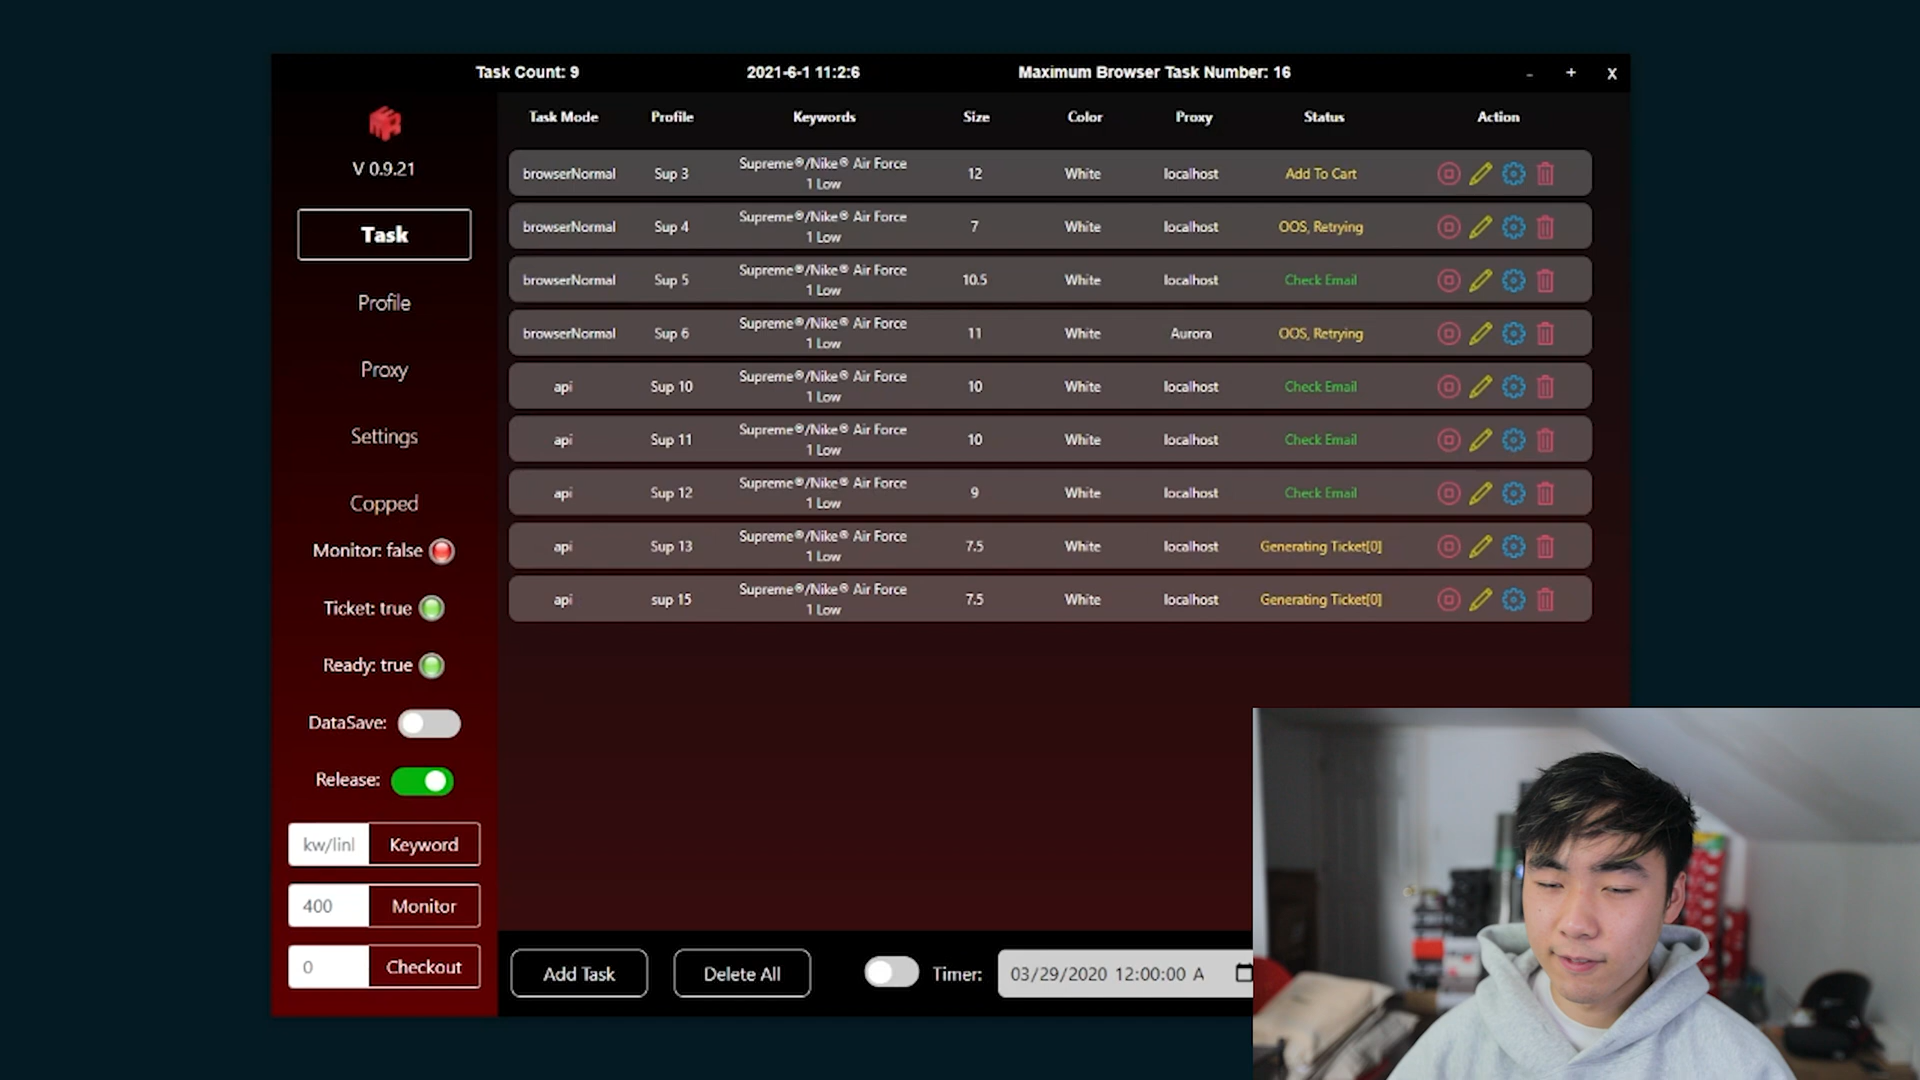 Task Count: 9 2021-6-1 11:2:6 Maximum Browser Task Number: 16 - + X
V 0.9.21
Task
Profile
Proxy
Settings
Copped
Monitor: false
Ticket: true
Ready: true
DataSave:
Release:
kw/linl Keyword
400 Monitor
0 Checkout
Task Mode Profile Keywords Size Color Proxy Status Action
browserNormal Sup 3 Supreme®/Nike® Air Force 12 White localhost Add To Cart
1 Low
browserNormal Sup 4 Supreme®/Nike® Air Force 7 White localhost OOS, Retrying
1 Low
browserNormal Sup 5 Supreme®/Nike® Air Force 10.5 White localhost Check Email
1 Low
browserNormal Sup 6 Supreme®/Nike® Air Force 11 White Aurora OOS, Retrying
1 Low
api Sup 10 Supreme®/Nike® Air Force 10 White localhost Check Email
1 Low
api Sup 11 Supreme®/Nike® Air Force 10 White localhost Check Email
1 Low
api Sup 12 Supreme®/Nike® Air Force 9 White localhost Check Email
1 Low
api Sup 13 Supreme®/Nike® Air Force 7.5 White localhost Generating Ticket[0]
1 Low
api sup 15 Supreme®/Nike® Air Force 7.5 White localhost Generating Ticket[0]
1 Low
Add Task Delete All Timer: 03/29/2020 12:00:00 A